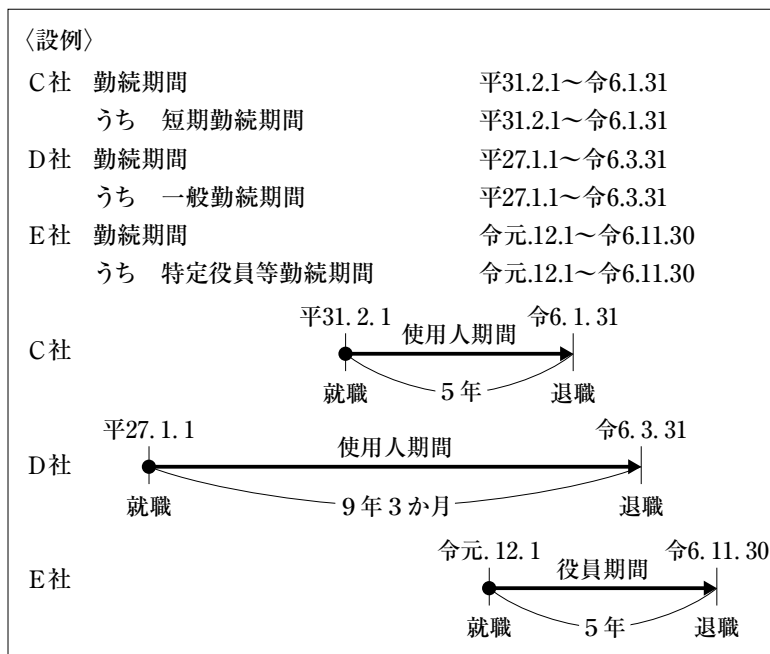 〈設例〉
C社 勤続期間 平31.2.1～令6.1.31
うち 短期勤続期間 平31.2.1～令6.1.31
D社 勤続期間 平27.1.1～令6.3.31
うち 一般勤続期間 平27.1.1～令6.3.31
E社 勤続期間 令元.12.1～令6.11.30
うち 特定役員等勤続期間 令元.12.1～令6.11.30
平31.2.1 令6.1.31
使用人期間
C社
5年
就職 退職
平27.1.1 令6.3.31
使用人期間
D社
9年3か月
就職 退職
令元.12.1 令6.11.30
役員期間
E社
5年
就職 退職